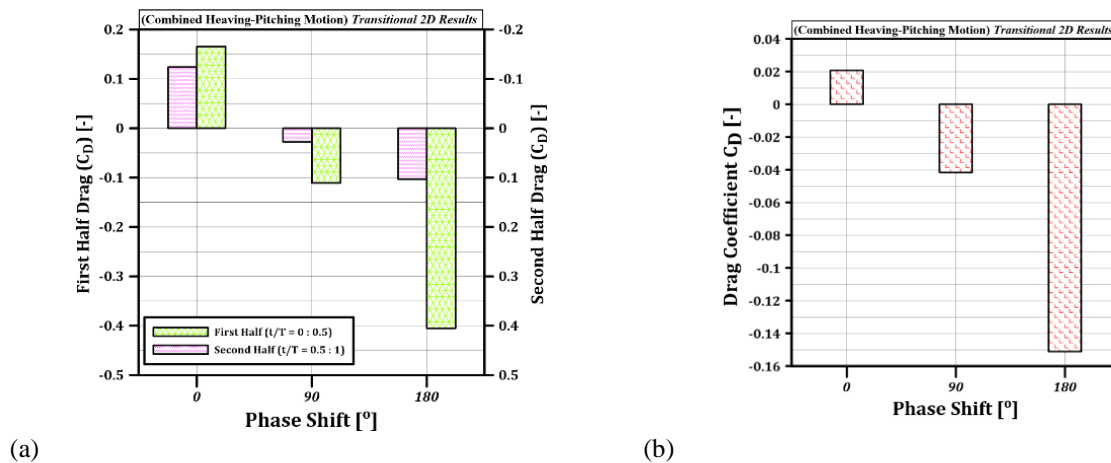 (Combined Heaving-Pitching Motion) Transitional 2D Results
0.2
0.1
0
-0.1
-0.2
-0.3
-0.4
-0.5
First Half Drag (CD) [-]
-0.2
-0.1
0
0.1
0.2
0.3
0.4
0.5
Second Half Drag (CD) [-]
First Half (t/T = 0 : 0.5)
Second Half (t/T = 0.5 : 1)
0 90 180
Phase Shift [º]
(a)
(Combined Heaving-Pitching Motion) Transitional 2D Results
0.04
0.02
0
-0.02
-0.04
-0.06
-0.08
-0.1
-0.12
-0.14
-0.16
Drag Coefficient CD [-]
0 90 180
Phase Shift [º]
(b)